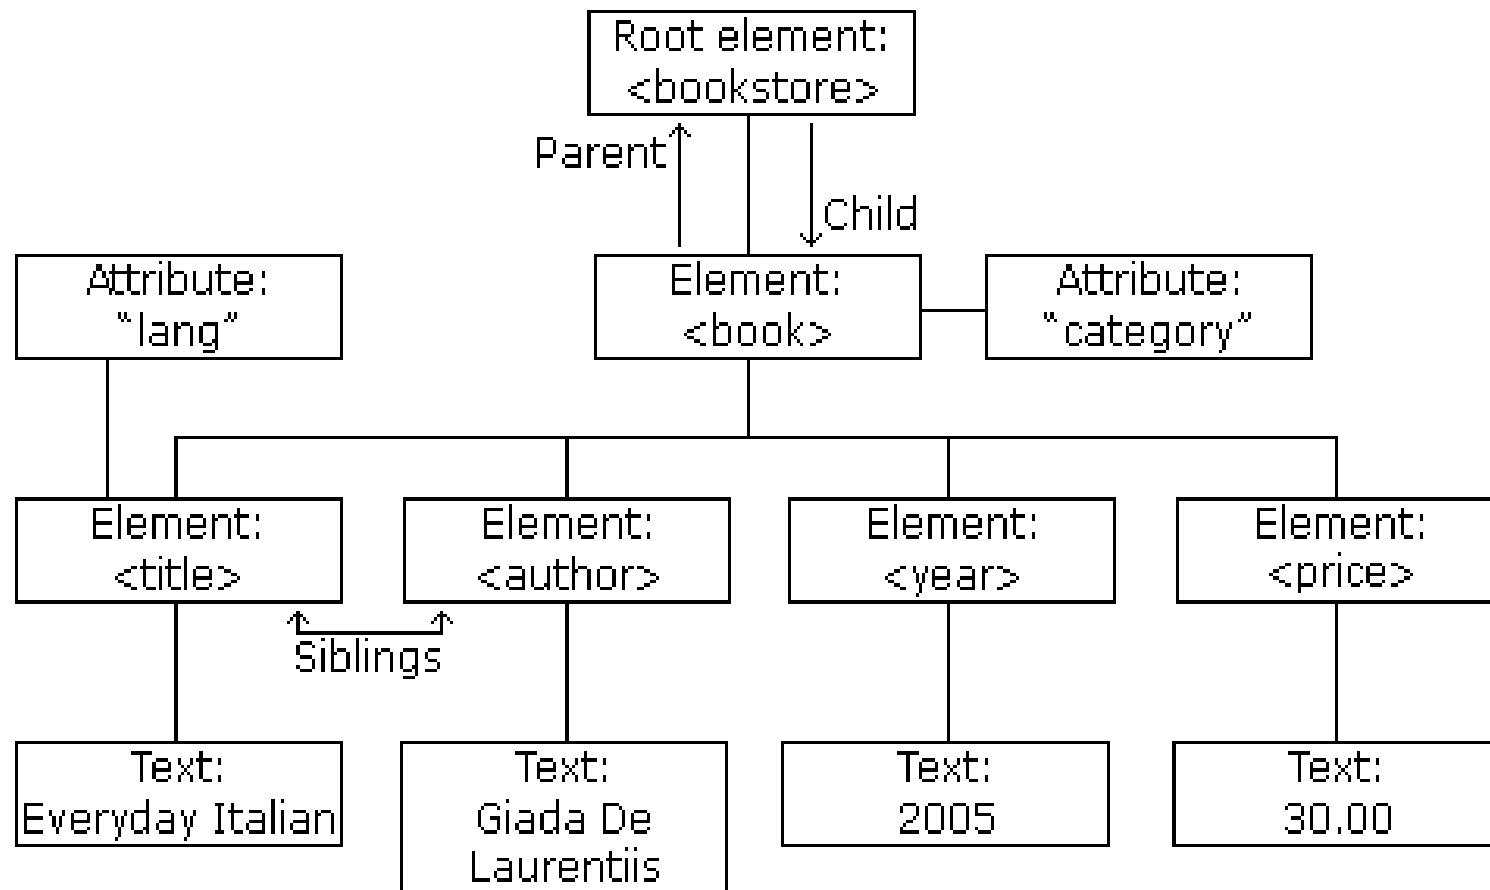 Root element:
<bookstore>
Parent
Child
Attribute:
“lang”
Element:
<book>
Attribute:
“category”
Element:
<title>
Element:
<author>
Element:
<year>
Element:
<price>
Siblings
Text:
Everyday Italian
Text:
Giada De
Laurentiis
Text:
2005
Text:
30.00